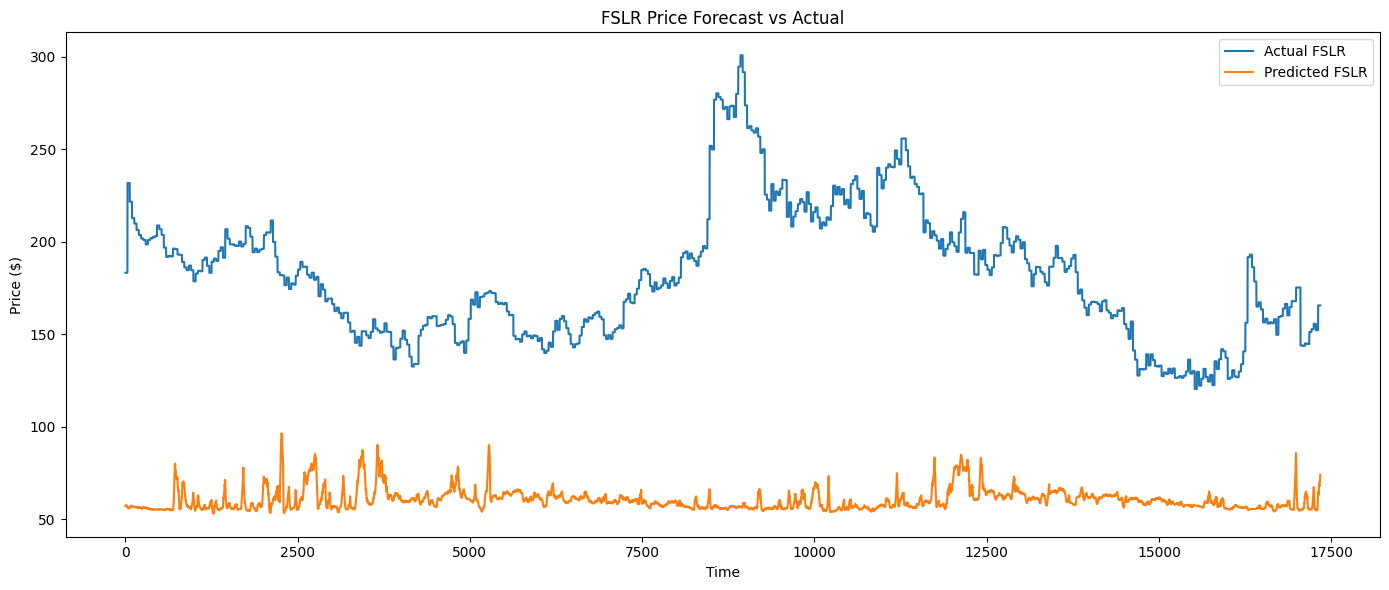 FSLR Price Forecast vs Actual
Actual FSLR
Predicted FSLR
Price ($)
300
250
200
150
100
50
0 2500 5000 7500 10000 12500 15000 17500
Time